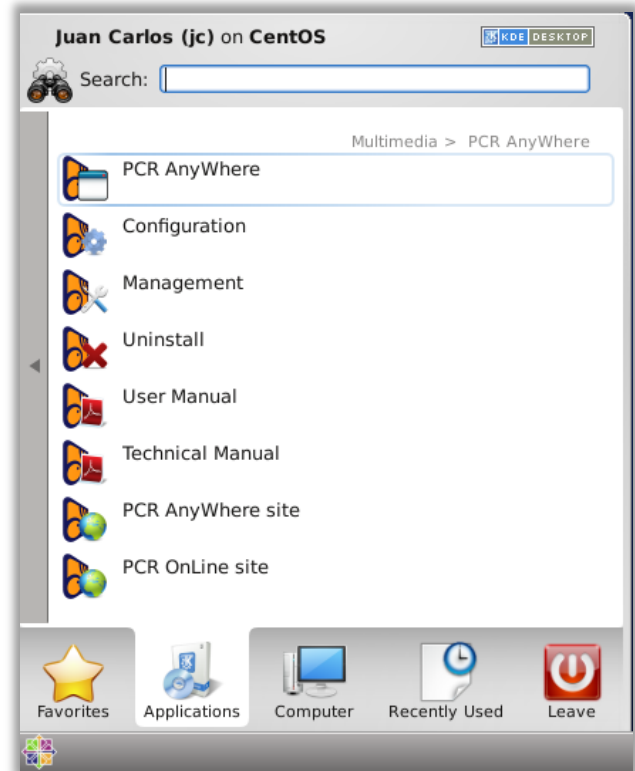 Juan Carlos (jc) on CentOS
KDE DESKTOP
Search:
Multimedia > PCR AnyWhere
PCR AnyWhere
Configuration
Management
Uninstall
User Manual
Technical Manual
PCR AnyWhere site
PCR OnLine site
Favorites
Applications
Computer
Recently Used
Leave